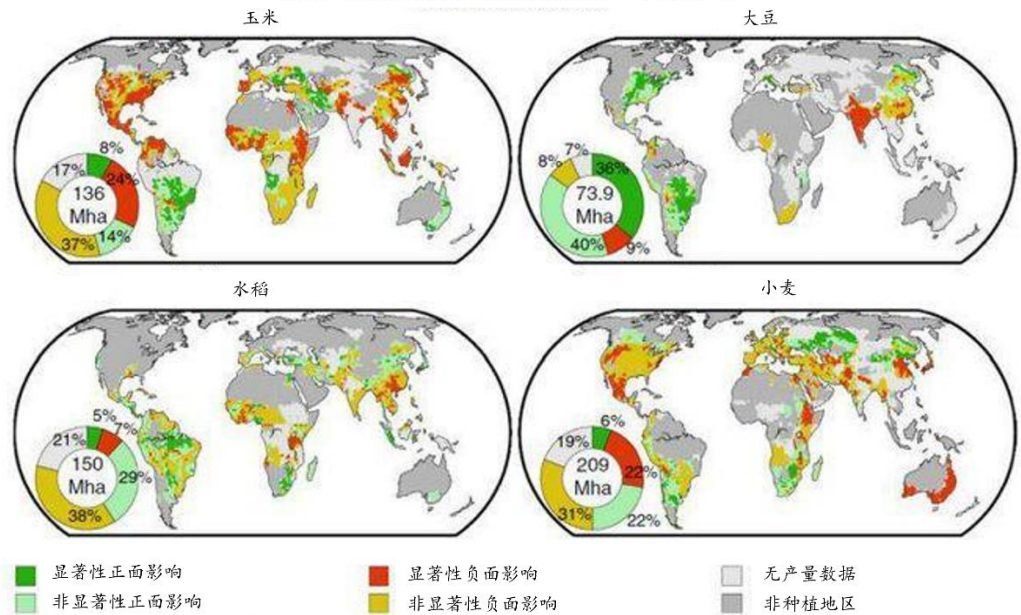 玉米
大豆
8%
17%
24%
136
Mha
37%
14%
7%
8%
36%
73.9
Mha
40%
9%
水稻
小麦
5%
7%
21%
150
Mha
29%
38%
6%
19%
209
Mha
22%
31%
22%
显著性正面影响
显著性负面影响
无产量数据
非显著性正面影响
非显著性负面影响
非种植地区